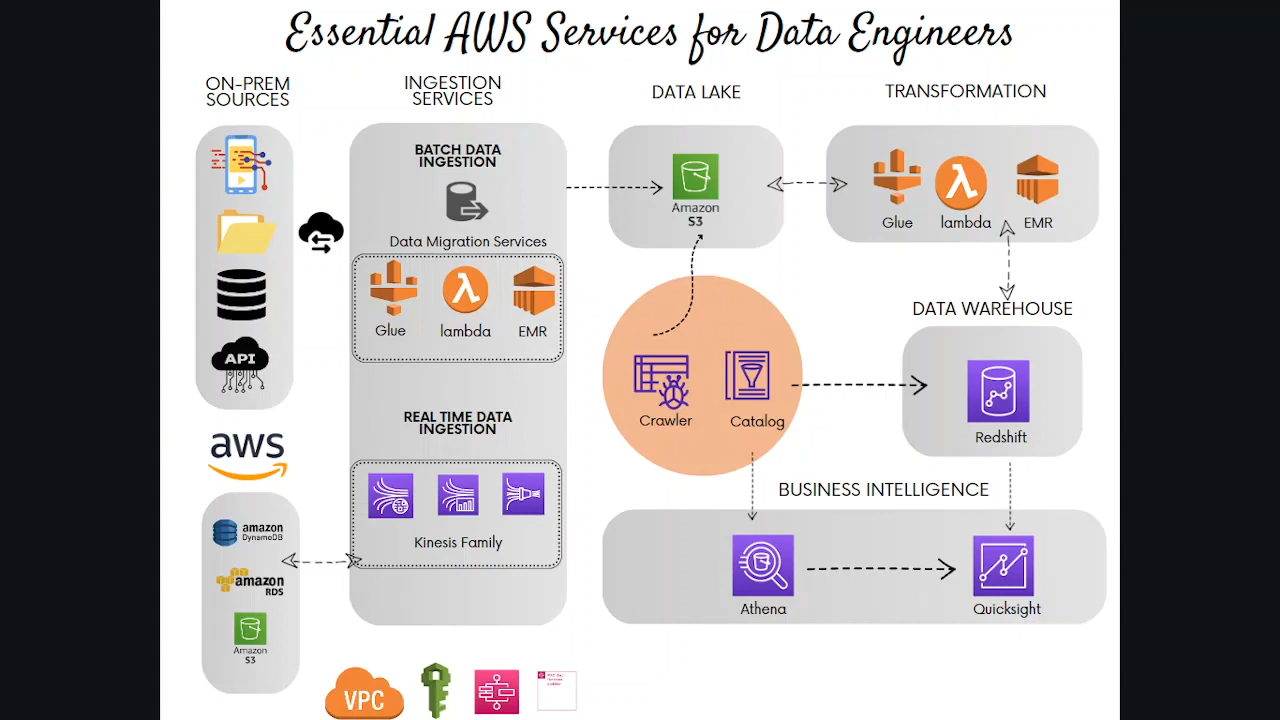 Essential AWS Services for Data Engineers
ON-PREM
SOURCES
API
aws
amazon
DynamoDB
amazon
RDS
Amazon
S3
INGESTION
SERVICES
BATCH DATA
INGESTION
Data Migration Services
Glue
lambda
EMR
REAL TIME DATA
INGESTION
Kinesis Family
DATA LAKE
Amazon
S3
TRANSFORMATION
Glue
lambda
EMR
Crawler
Catalog
DATA WAREHOUSE
Redshift
BUSINESS INTELLIGENCE
Athena
Quicksight
VPC